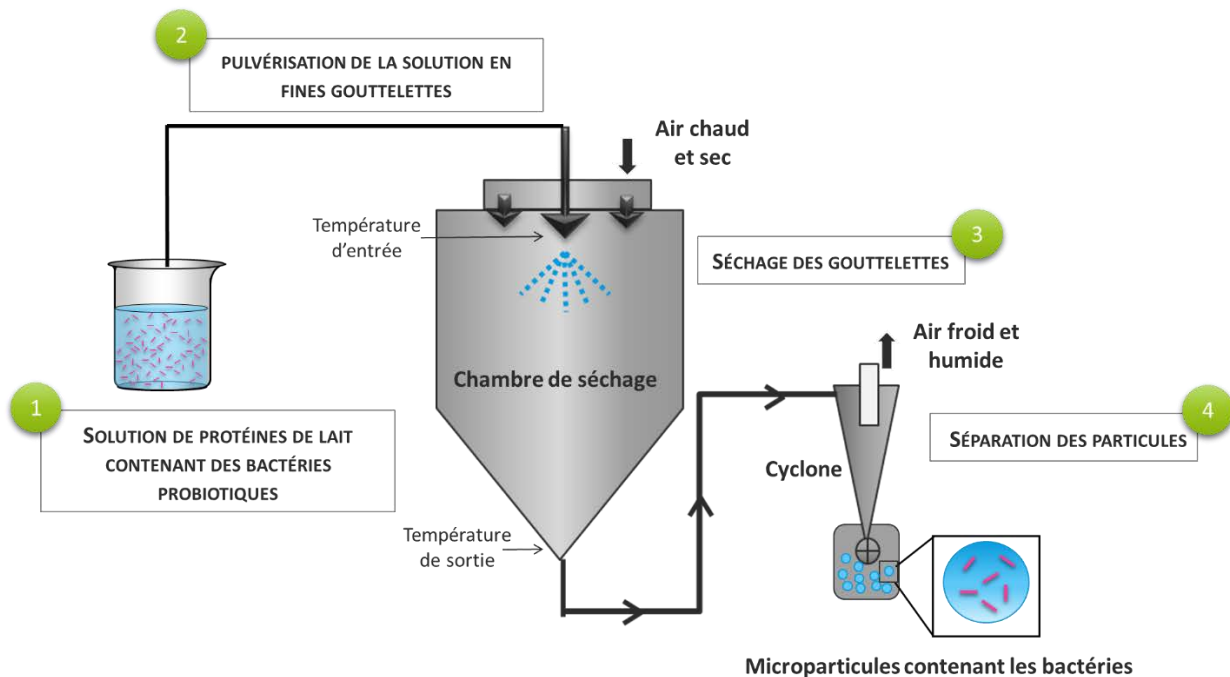 2
PULVÉRISATION DE LA SOLUTION EN
FINES GOUTTELETTES
Air chaud
et sec
Température
d'entrée
3
SÉCHAGE DES GOUTTELETTES
Air froid et
humide
Chambre de séchage
1
SOLUTION DE PROTÉINES DE LAIT
CONTENANT DES BACTÉRIES
PROBIOTIQUES
4
SÉPARATION DES PARTICULES
Cyclone
Température
de sortie
Microparticules contenant les bactéries